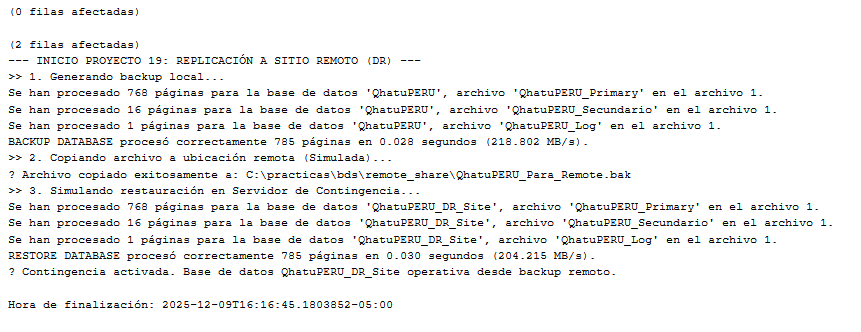 (0 filas afectadas)
(2 filas afectadas)
--- INICIO PROYECTO 19: REPLICACIÓN A SITIO REMOTO (DR) ---
>> 1. Generando backup local...
Se han procesado 768 páginas para la base de datos 'QhatuPERU', archivo 'QhatuPERU_Primary' en el archivo 1.
Se han procesado 16 páginas para la base de datos 'QhatuPERU', archivo 'QhatuPERU_Secundario' en el archivo 1.
Se han procesado 1 páginas para la base de datos 'QhatuPERU', archivo 'QhatuPERU_Log' en el archivo 1.
BACKUP DATABASE procesó correctamente 785 páginas en 0.028 segundos (218.802 MB/s).
>> 2. Copiando archivo a ubicación remota (Simulada)...
? Archivo copiado exitosamente a: C:\practicas\bds\remote_share\QhatuPERU_Para_Remote.bak
>> 3. Simulando restauración en Servidor de Contingencia...
Se han procesado 768 páginas para la base de datos 'QhatuPERU_DR_Site', archivo 'QhatuPERU_Primary' en el archivo 1.
Se han procesado 16 páginas para la base de datos 'QhatuPERU_DR_Site', archivo 'QhatuPERU_Secundario' en el archivo 1.
Se han procesado 1 páginas para la base de datos 'QhatuPERU_DR_Site', archivo 'QhatuPERU_Log' en el archivo 1.
RESTORE DATABASE procesó correctamente 785 páginas en 0.030 segundos (204.215 MB/s).
? Contingencia activada. Base de datos QhatuPERU_DR_Site operativa desde backup remoto.
Hora de finalización: 2025-12-09T16:16:45.1803852-05:00